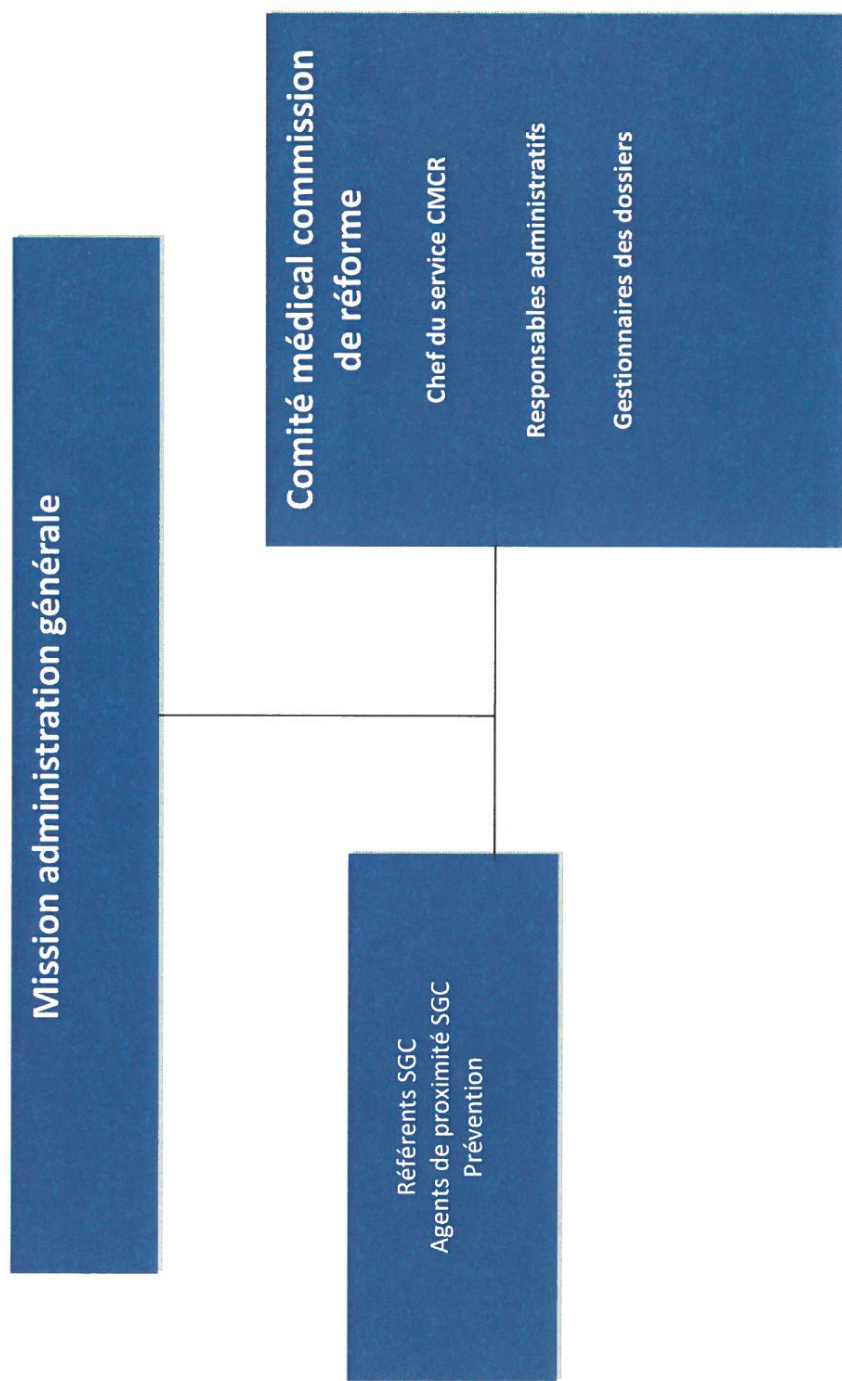 Mission administration générale
Référents SGC
Agents de proximité SGC
Prévention
Comité médical commission
de réforme
Chef du service CMCR
Responsables administratifs
Gestionnaires des dossiers